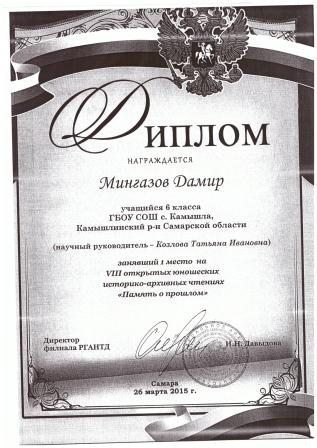 ДИПЛОМ
НАГРАЖДАЕТСЯ
Мингазов Дамир
учащийся 6 класса
ГБОУ СОШ с. Камышла,
Камышлинский р-н Самарской области
(научный руководитель – Козлова Татьяна Ивановна)
занявший 1 место на
VIII открытых юношеских
историко-архивных чтениях
«Память о прошлом»
Директор
филиала РГАНТД
И.Н. Давыдова
Самара
26 марта 2015 г.